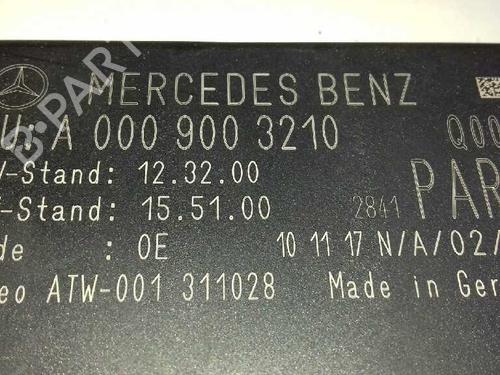 MERCEDES BENZ
A 000 900 3210 Q00
-Stand: 12.32.00
-Stand: 15.51.00 2841 PAR
de : 0E 10 11 17 N/A/02/
eo ATW-001 311028 Made in Ger